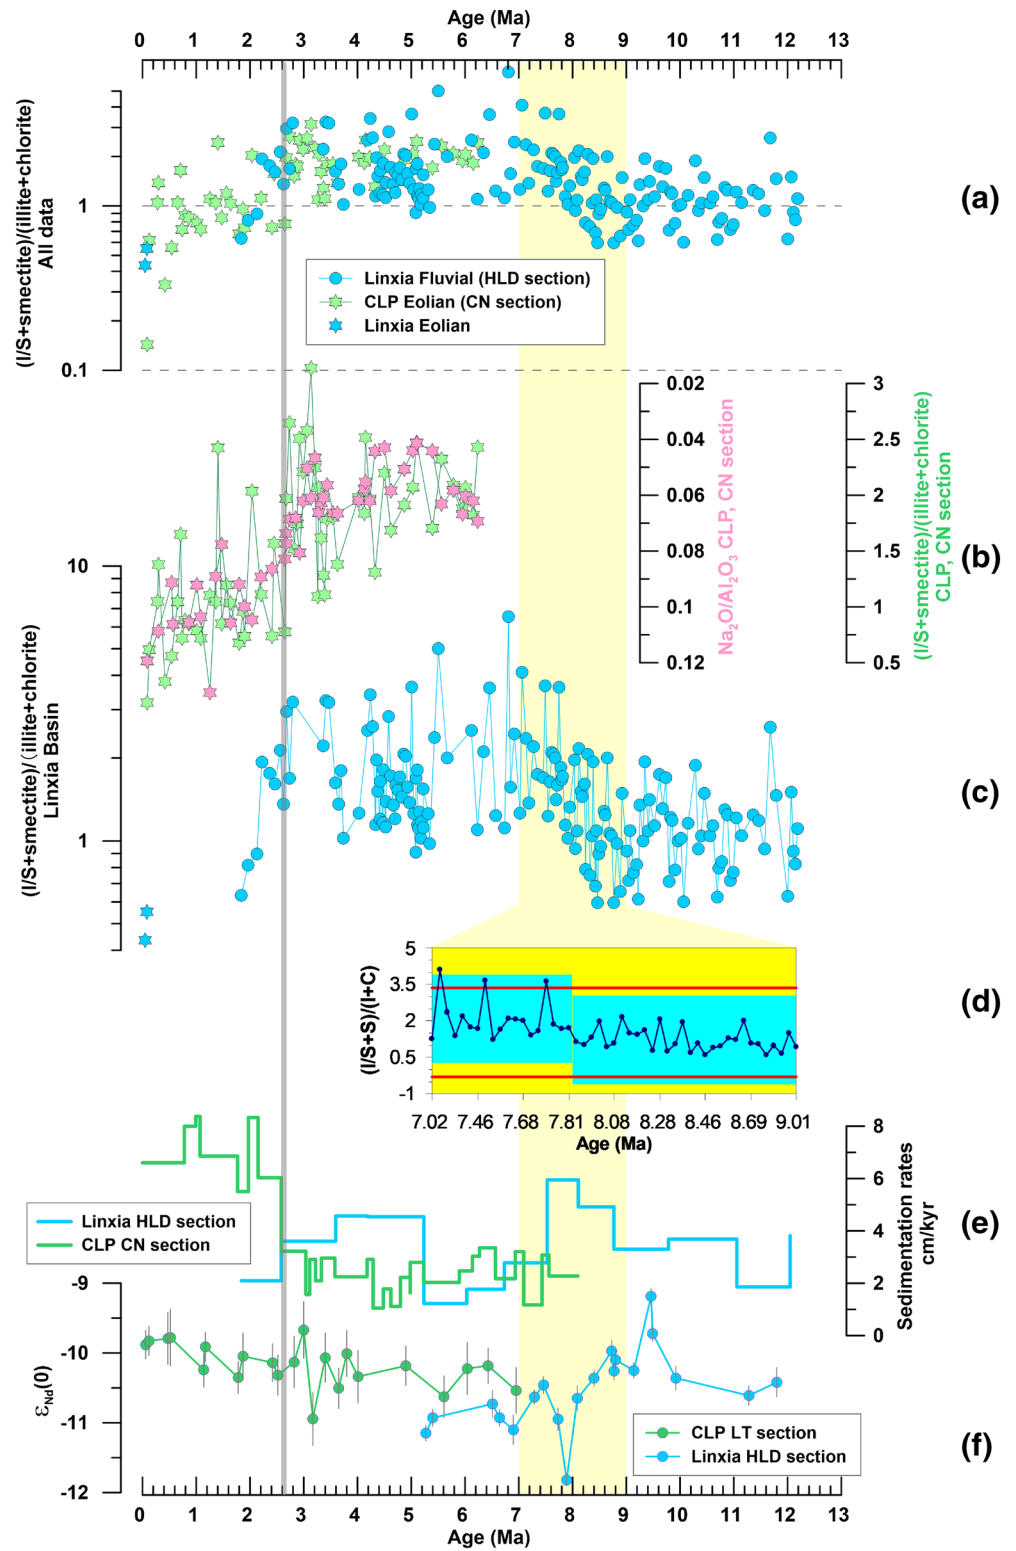 Age (Ma)
0 1 2 3 4 5 6 7 8 9 10 11 12 13
(I/S+smectite)/(illite+chlorite)
All data
1
0.1
(a)
Linxia Fluvial (HLD section)
CLP Eolian (CN section)
Linxia Eolian
0.02
0.04
0.06
0.08
0.1
0.12
Na2O/Al2O3 CLP, CN section
3
2.5
2
1.5
1
0.5
(I/S+smectite)/(illite+chlorite)
CLP, CN section
(b)
10
1
(I/S+smectite)/(illite+chlorite)
Linxia Basin
(c)
(I/S+S)/(I+C)
5
3.5
2
0.5
-1
7.02 7.46 7.68 7.81 8.08 8.28 8.46 8.69 9.01
Age (Ma)
(d)
Linxia HLD section
CLP CN section
8
6
4
2
0
Sedimentation rates
cm/kyr
(e)
-9
-10
-11
-12
εNd(0)
CLP LT section
Linxia HLD section
(f)
0 1 2 3 4 5 6 7 8 9 10 11 12 13
Age (Ma)